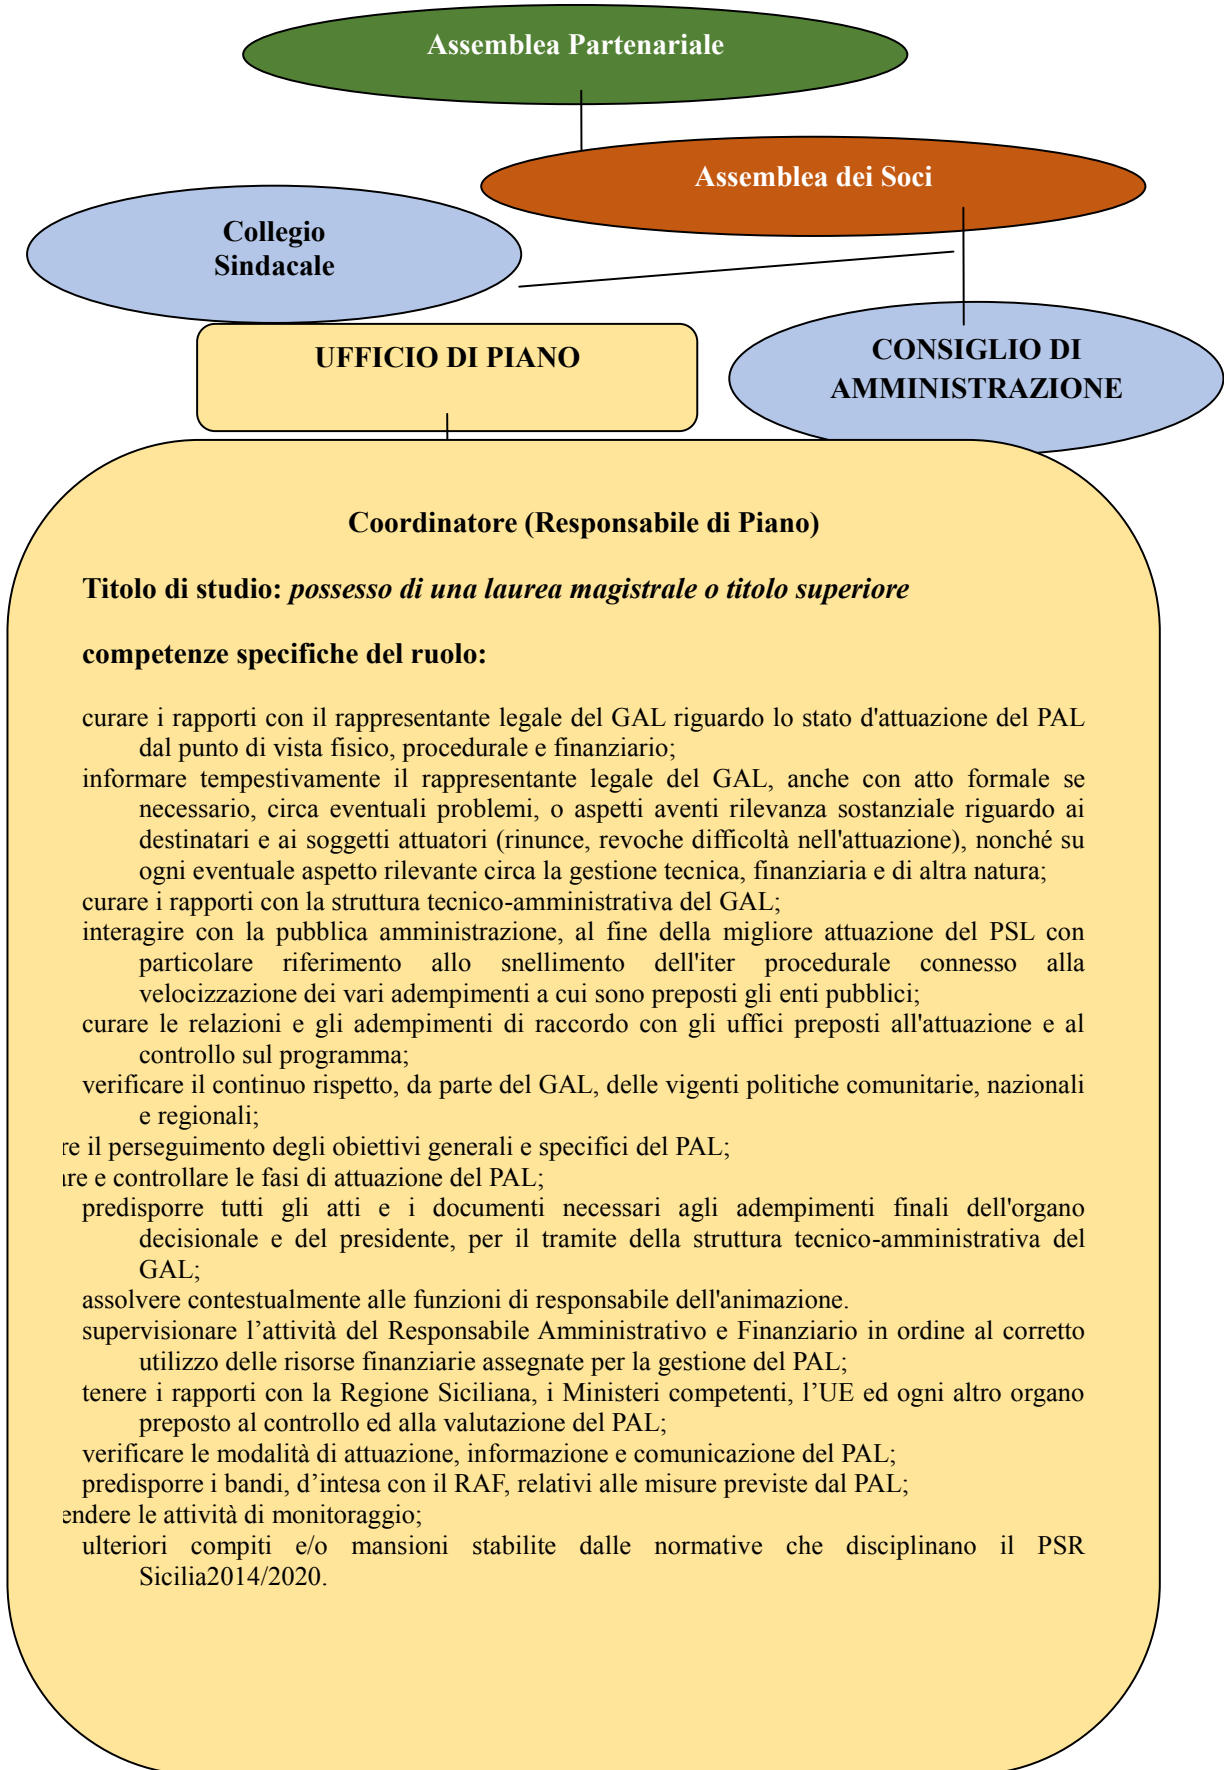 Assemblea Partenariale
Assemblea dei Soci
Collegio
Sindacale
UFFICIO DI PIANO
CONSIGLIO DI
AMMINISTRAZIONE
Coordinatore (Responsabile di Piano)
Titolo di studio: possesso di una laurea magistrale o titolo superiore
competenze specifiche del ruolo:
curare i rapporti con il rappresentante legale del GAL riguardo lo stato d'attuazione del PAL
dal punto di vista fisico, procedurale e finanziario;
informare tempestivamente il rappresentante legale del GAL, anche con atto formale se
necessario, circa eventuali problemi, o aspetti aventi rilevanza sostanziale riguardo ai
destinatari e ai soggetti attuatori (rinunce, revoche difficoltà nell'attuazione), nonché su
ogni eventuale aspetto rilevante circa la gestione tecnica, finanziaria e di altra natura;
curare i rapporti con la struttura tecnico-amministrativa del GAL;
interagire con la pubblica amministrazione, al fine della migliore attuazione del PSL con
particolare riferimento allo snellimento dell'iter procedurale connesso alla
velocizzazione dei vari adempimenti a cui sono preposti gli enti pubblici;
curare le relazioni e gli adempimenti di raccordo con gli uffici preposti all'attuazione e al
controllo sul programma;
verificare il continuo rispetto, da parte del GAL, delle vigenti politiche comunitarie, nazionali
e regionali;
re il perseguimento degli obiettivi generali e specifici del PAL;
are e controllare le fasi di attuazione del PAL;
predisporre tutti gli atti e i documenti necessari agli adempimenti finali dell'organo
decisionale e del presidente, per il tramite della struttura tecnico-amministrativa del
GAL;
assolvere contestualmente alle funzioni di responsabile dell'animazione.
supervisionare l’attività del Responsabile Amministrativo e Finanziario in ordine al corretto
utilizzo delle risorse finanziarie assegnate per la gestione del PAL;
tenere i rapporti con la Regione Siciliana, i Ministeri competenti, l’UE ed ogni altro organo
preposto al controllo ed alla valutazione del PAL;
verificare le modalità di attuazione, informazione e comunicazione del PAL;
predisporre i bandi, d’intesa con il RAF, relativi alle misure previste dal PAL;
endere le attività di monitoraggio;
ulteriori compiti e/o mansioni stabilite dalle normative che disciplinano il PSR
Sicilia2014/2020.